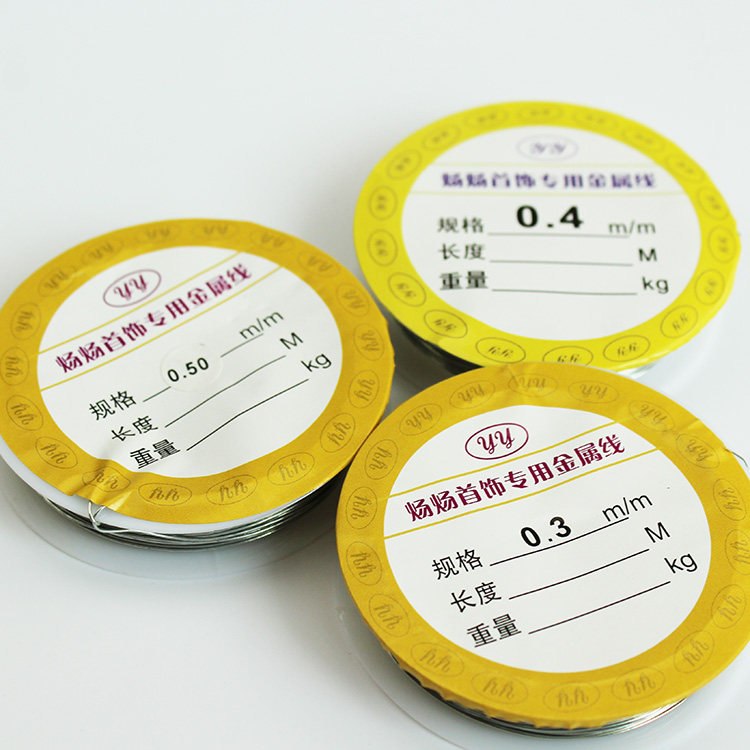 yy
炀炀首饰专用金属线
规格 0.4 m/m
长度 M
重量 kg
yy
炀炀首饰专用金属线
规格 0.50 m/m
长度 M
重量 kg
yy
炀炀首饰专用金属线
规格 0.3 m/m
长度 M
重量 kg